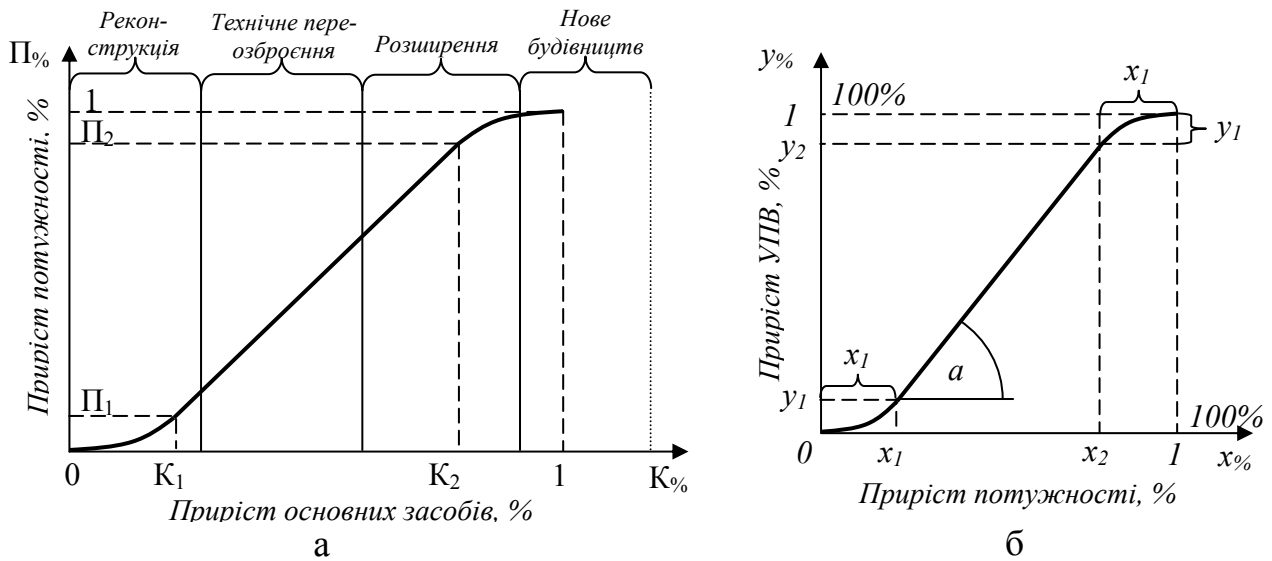 Рекон-
струкція
Технічне пере-
озброєння
Розширення
Нове
будівництв
П%
Приріст потужності, %
1
П2
П1
0
К1
К2
1
К%
Приріст основних засобів, %
а
y%
Приріст УПВ, %
1
100%
x1
y1
y2
x1
a
y1
100%
0
x1
x2
1
x%
Приріст потужності, %
б